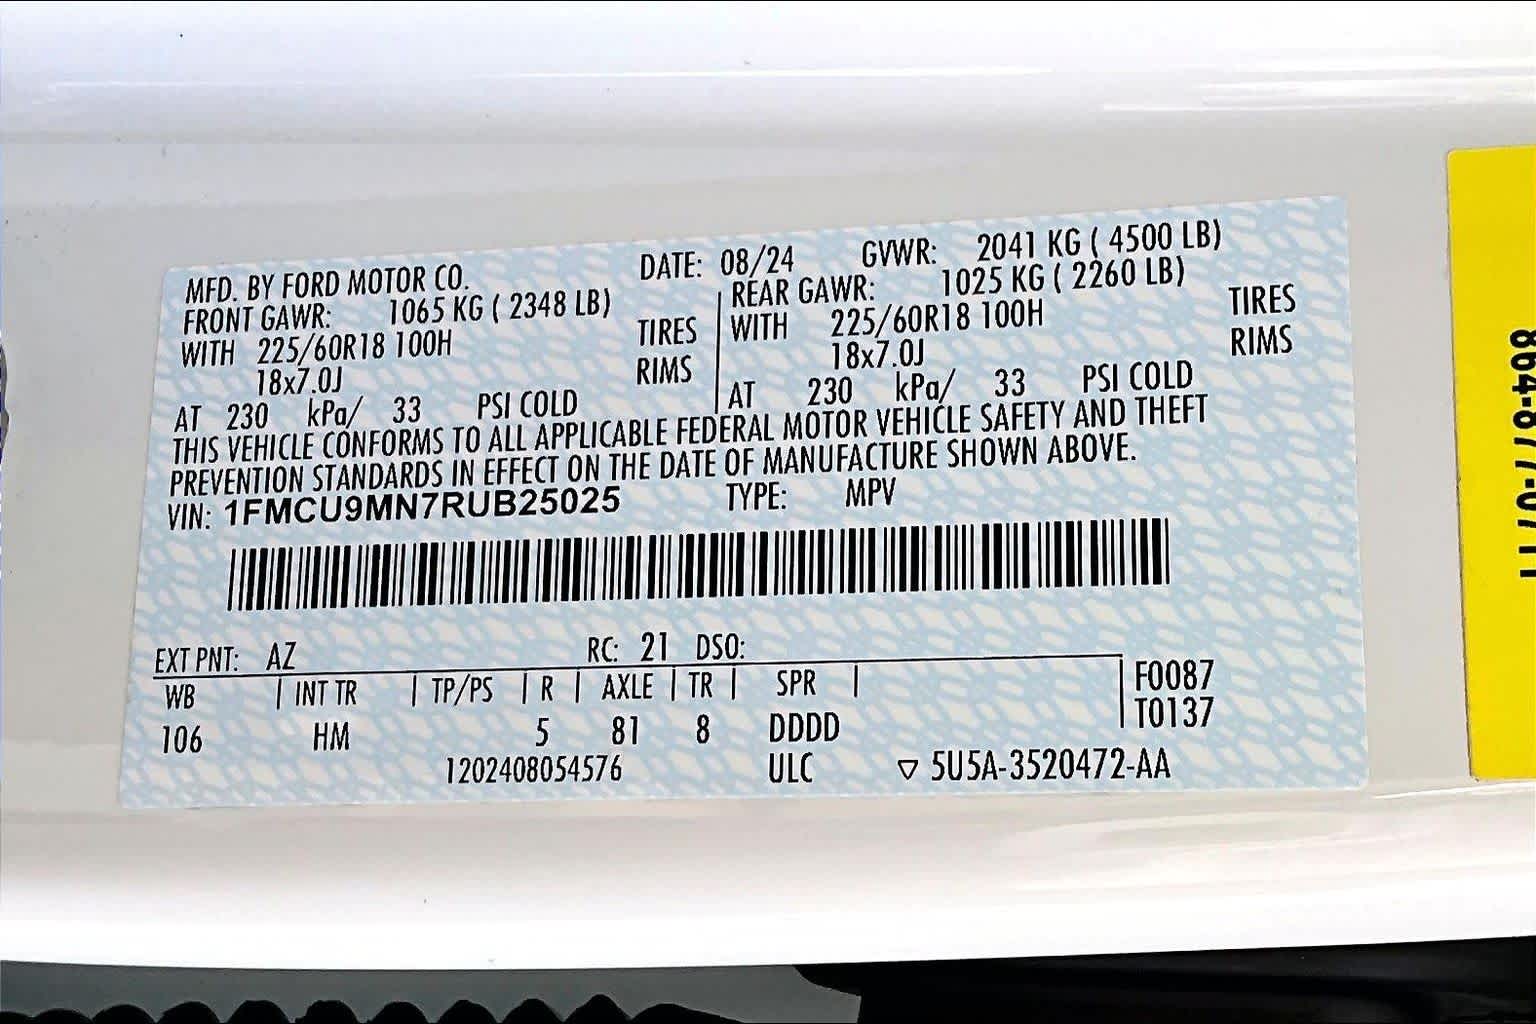 MFD. BY FORD MOTOR CO. DATE: 08/24 GVWR: 2041 KG ( 4500 LB)
FRONT GAWR: 1065 KG ( 2348 LB) REAR GAWR: 1025 KG ( 2260 LB)
WITH 225/60R18 100H TIRES WITH 225/60R18 100H TIRES
18x7.0J RIMS 18x7.0J RIMS
AT 230 kPa/ 33 PSI COLD AT 230 kPa/ 33 PSI COLD
THIS VEHICLE CONFORMS TO ALL APPLICABLE FEDERAL MOTOR VEHICLE SAFETY AND THEFT
PREVENTION STANDARDS IN EFFECT ON THE DATE OF MANUFACTURE SHOWN ABOVE.
VIN: 1FMCU9MN7RUB25025 TYPE: MPV
EXT PNT: AZ RC: 21 DSO:
WB | INT TR | TP/PS | R | AXLE | TR | SPR | F0087
106 HM 5 81 8 DDDD T0137
1202408054576 ULC ▽ 5U5A-3520472-AA